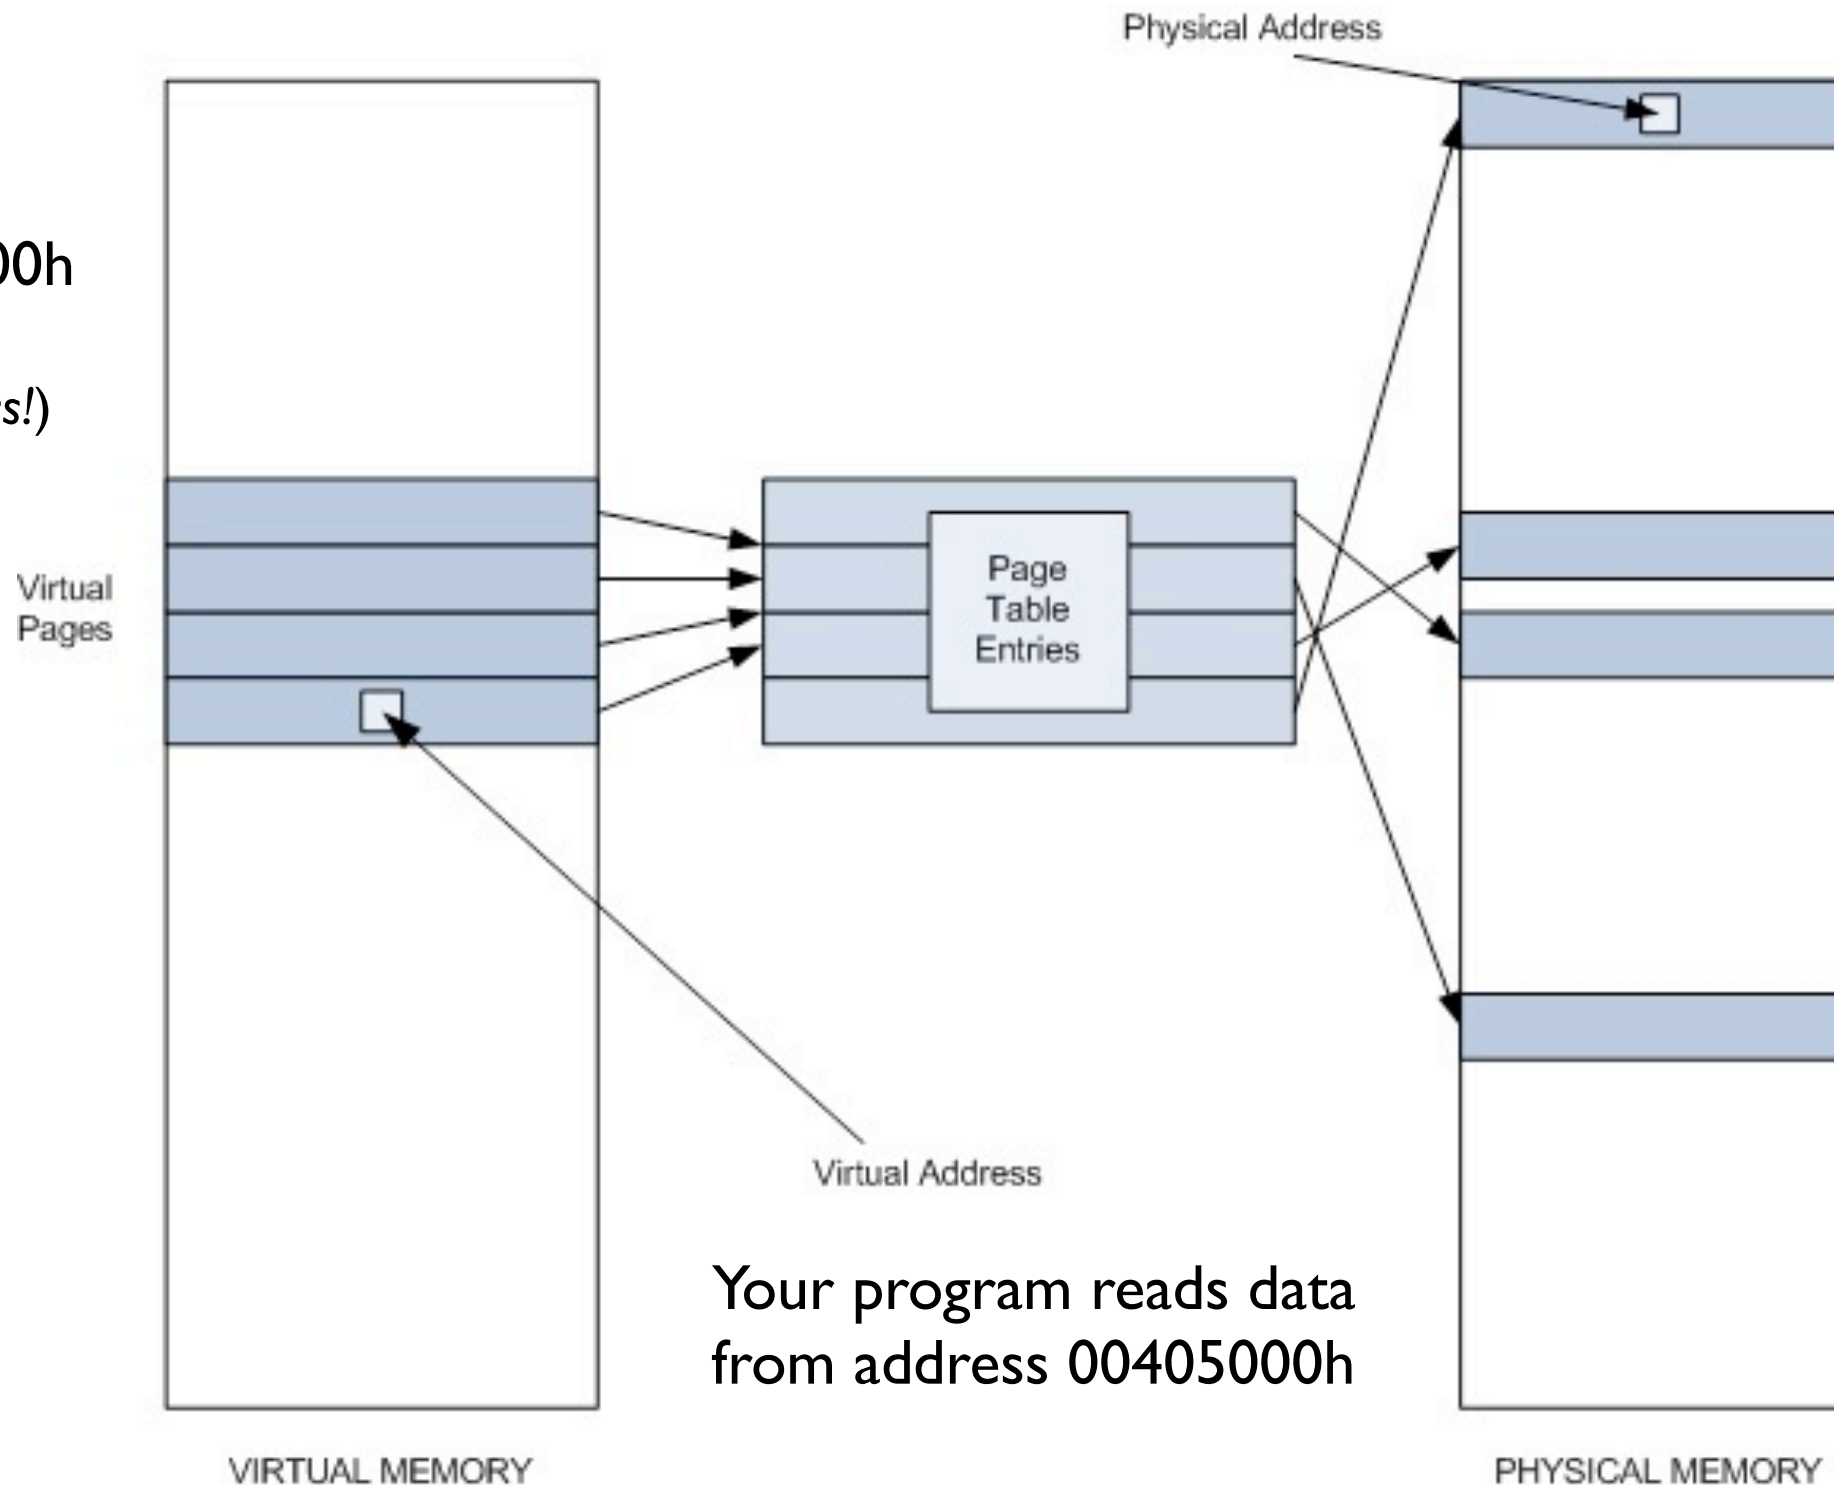 Physical Address
00h
s!)
Virtual
Pages
Page
Table
Entries
Virtual Address
Your program reads data
from address 00405000h
VIRTUAL MEMORY
PHYSICAL MEMORY